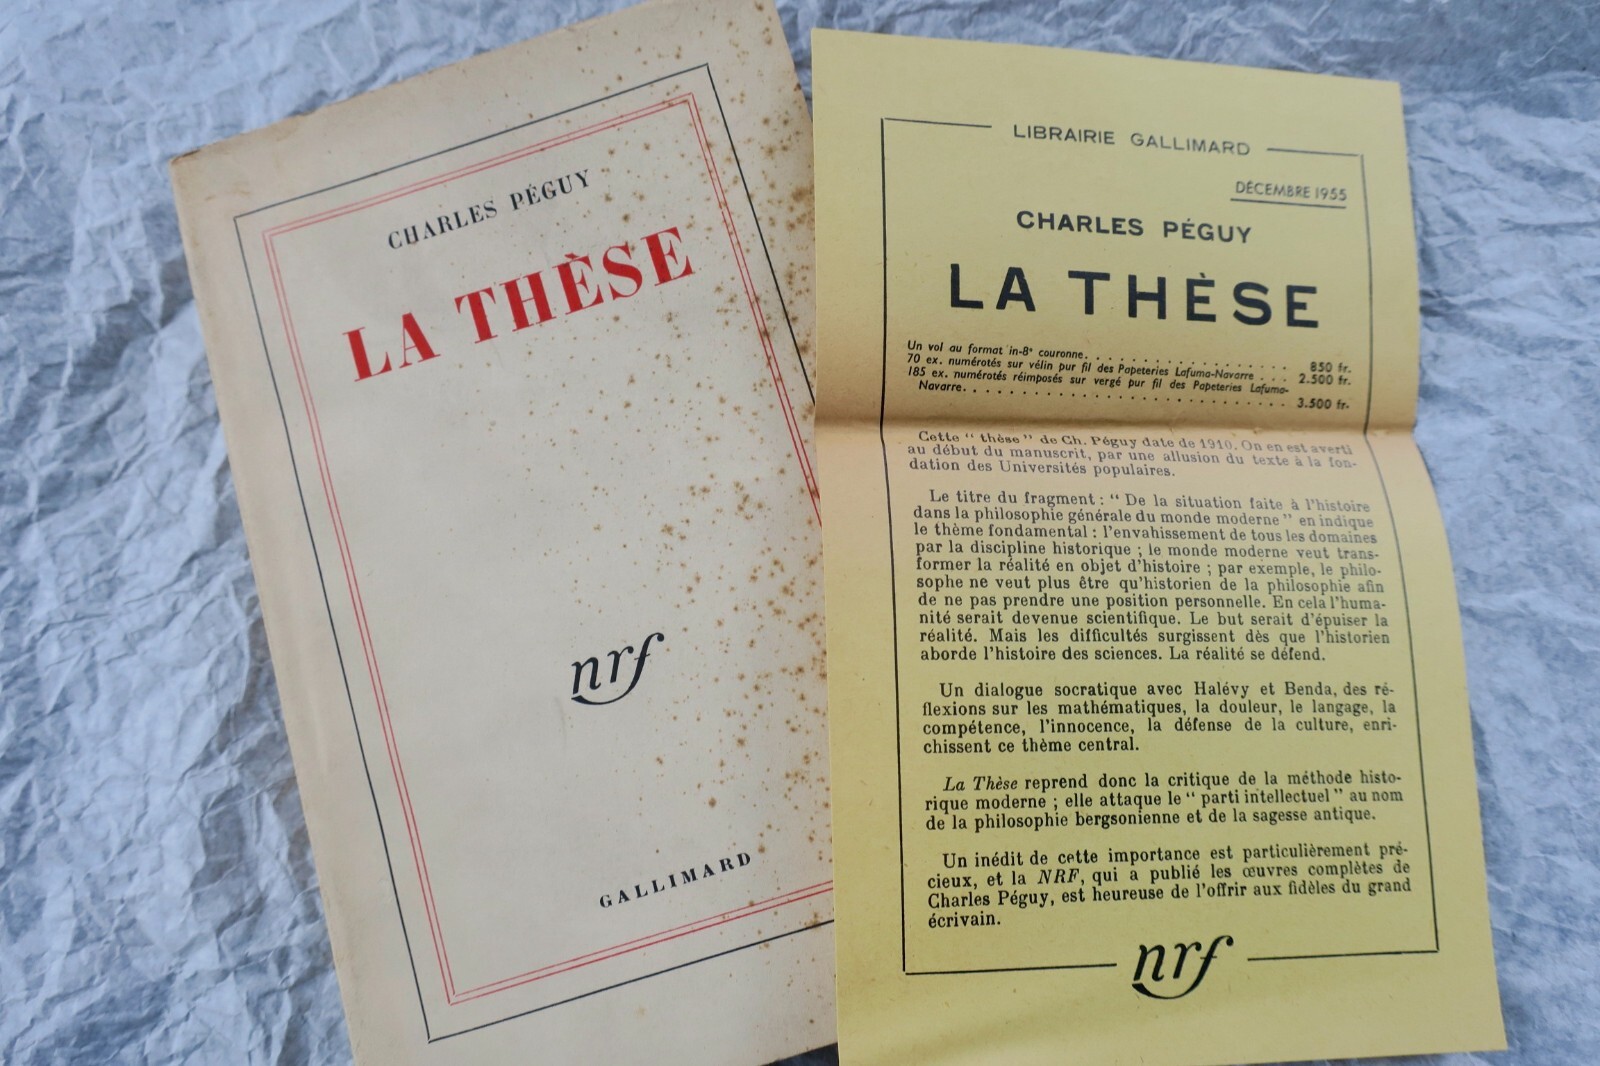 CHARLES PÉGUY
LA THÈSE
nrf
GALLIMARD
LIBRAIRIE GALLIMARD
DÉCEMBRE 1955
CHARLES PÉGUY
LA THÈSE
Un vol au format in-8° couronne. . . . . . . . . . . . . . . . . . 850 fr.
70 ex. numérotés sur vélin pur fil des Papeteries Lafuma-Navarre . . . 2.500 fr.
185 ex. numérotés réimposés sur vergé pur fil des Papeteries Lafuma-
Navarre. . . . . . . . . . . . . . . . . . . . . . . . . . . . . . 3.500 fr.
Cette " thèse " de Ch. Péguy date de 1910. On en est averti
au début du manuscrit, par une allusion du texte à la fon-
dation des Universités populaires.
Le titre du fragment : " De la situation faite à l'histoire
dans la philosophie générale du monde moderne " en indique
le thème fondamental : l'envahissement de tous les domaines
par la discipline historique ; le monde moderne veut trans-
former la réalité en objet d'histoire ; par exemple, le philo-
sophe ne veut plus être qu'historien de la philosophie afin
de ne pas prendre une position personnelle. En cela l'huma-
nité serait devenue scientifique. Le but serait d'épuiser la
réalité. Mais les difficultés surgissent dès que l'historien
aborde l'histoire des sciences. La réalité se défend.
Un dialogue socratique avec Halévy et Benda, des ré-
flexions sur les mathématiques, la douleur, le langage, la
compétence, l'innocence, la défense de la culture, enri-
chissent ce thème central.
La Thèse reprend donc la critique de la méthode histo-
rique moderne ; elle attaque le " parti intellectuel " au nom
de la philosophie bergsonienne et de la sagesse antique.
Un inédit de cette importance est particulièrement pré-
cieux, et la NRF, qui a publié les œuvres complètes de
Charles Péguy, est heureuse de l'offrir aux fidèles du grand
écrivain.
nrf